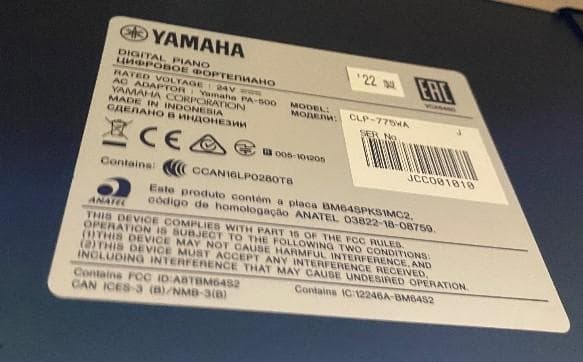 YAMAHA
DIGITAL PIANO
ЦИФРОВОЕ ФОРТЕПИАНО
RATED VOLTAGE : 24V
AC ADAPTOR : Yamaha PA-500
YAMAHA CORPORATION
MADE IN INDONESIA
СДЕЛАНО В ИНДОНЕЗИИ
'22 製
EAC
MODEL:
МОДЕЛИ:
CLP-775WA J
SER No.
JCCO01010
CE
R 005-101205
Contains: CCAN16LP0280T8
ANATEL
Este produto contém a placa BM64SPKS1MC2,
código de homologação ANATEL 03822-18-08759.
THIS DEVICE COMPLIES WITH PART 15 OF THE FCC RULES.
OPERATION IS SUBJECT TO THE FOLLOWING TWO CONDITIONS:
(1)THIS DEVICE MAY NOT CAUSE HARMFUL INTERFERENCE, AND
(2)THIS DEVICE MUST ACCEPT ANY INTERFERENCE RECEIVED,
INCLUDING INTERFERENCE THAT MAY CAUSE UNDESIRED OPERATION.
Contains FCC ID:A8TBM64S2 Contains IC:12246A-BM64S2
CAN ICES-3 (B)/NMB-3(B)